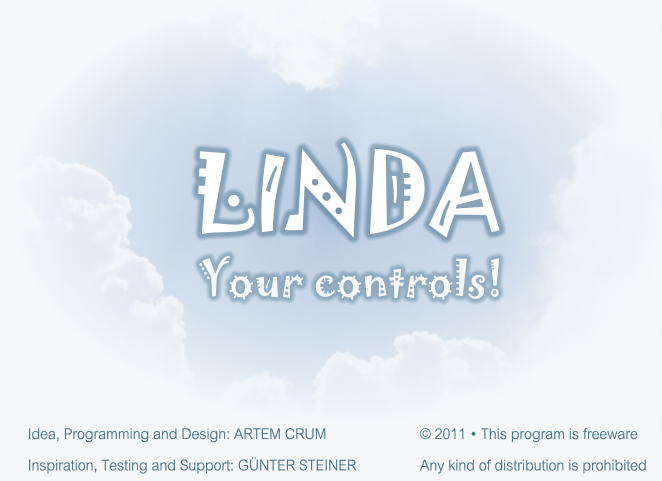 LINDA
Your controls!
Idea, Programming and Design: ARTEM CRUM
© 2011 • This program is freeware
Inspiration, Testing and Support: GÜNTER STEINER
Any kind of distribution is prohibited